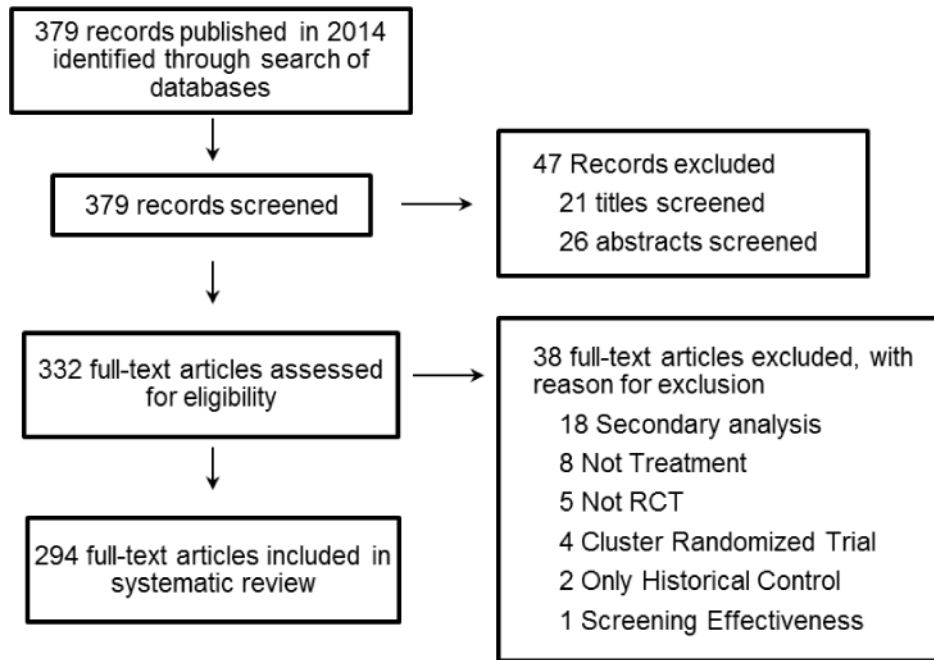 379 records published in 2014
identified through search of
databases
379 records screened
47 Records excluded
21 titles screened
26 abstracts screened
332 full-text articles assessed
for eligibility
38 full-text articles excluded, with
reason for exclusion
18 Secondary analysis
8 Not Treatment
5 Not RCT
4 Cluster Randomized Trial
2 Only Historical Control
1 Screening Effectiveness
294 full-text articles included in
systematic review